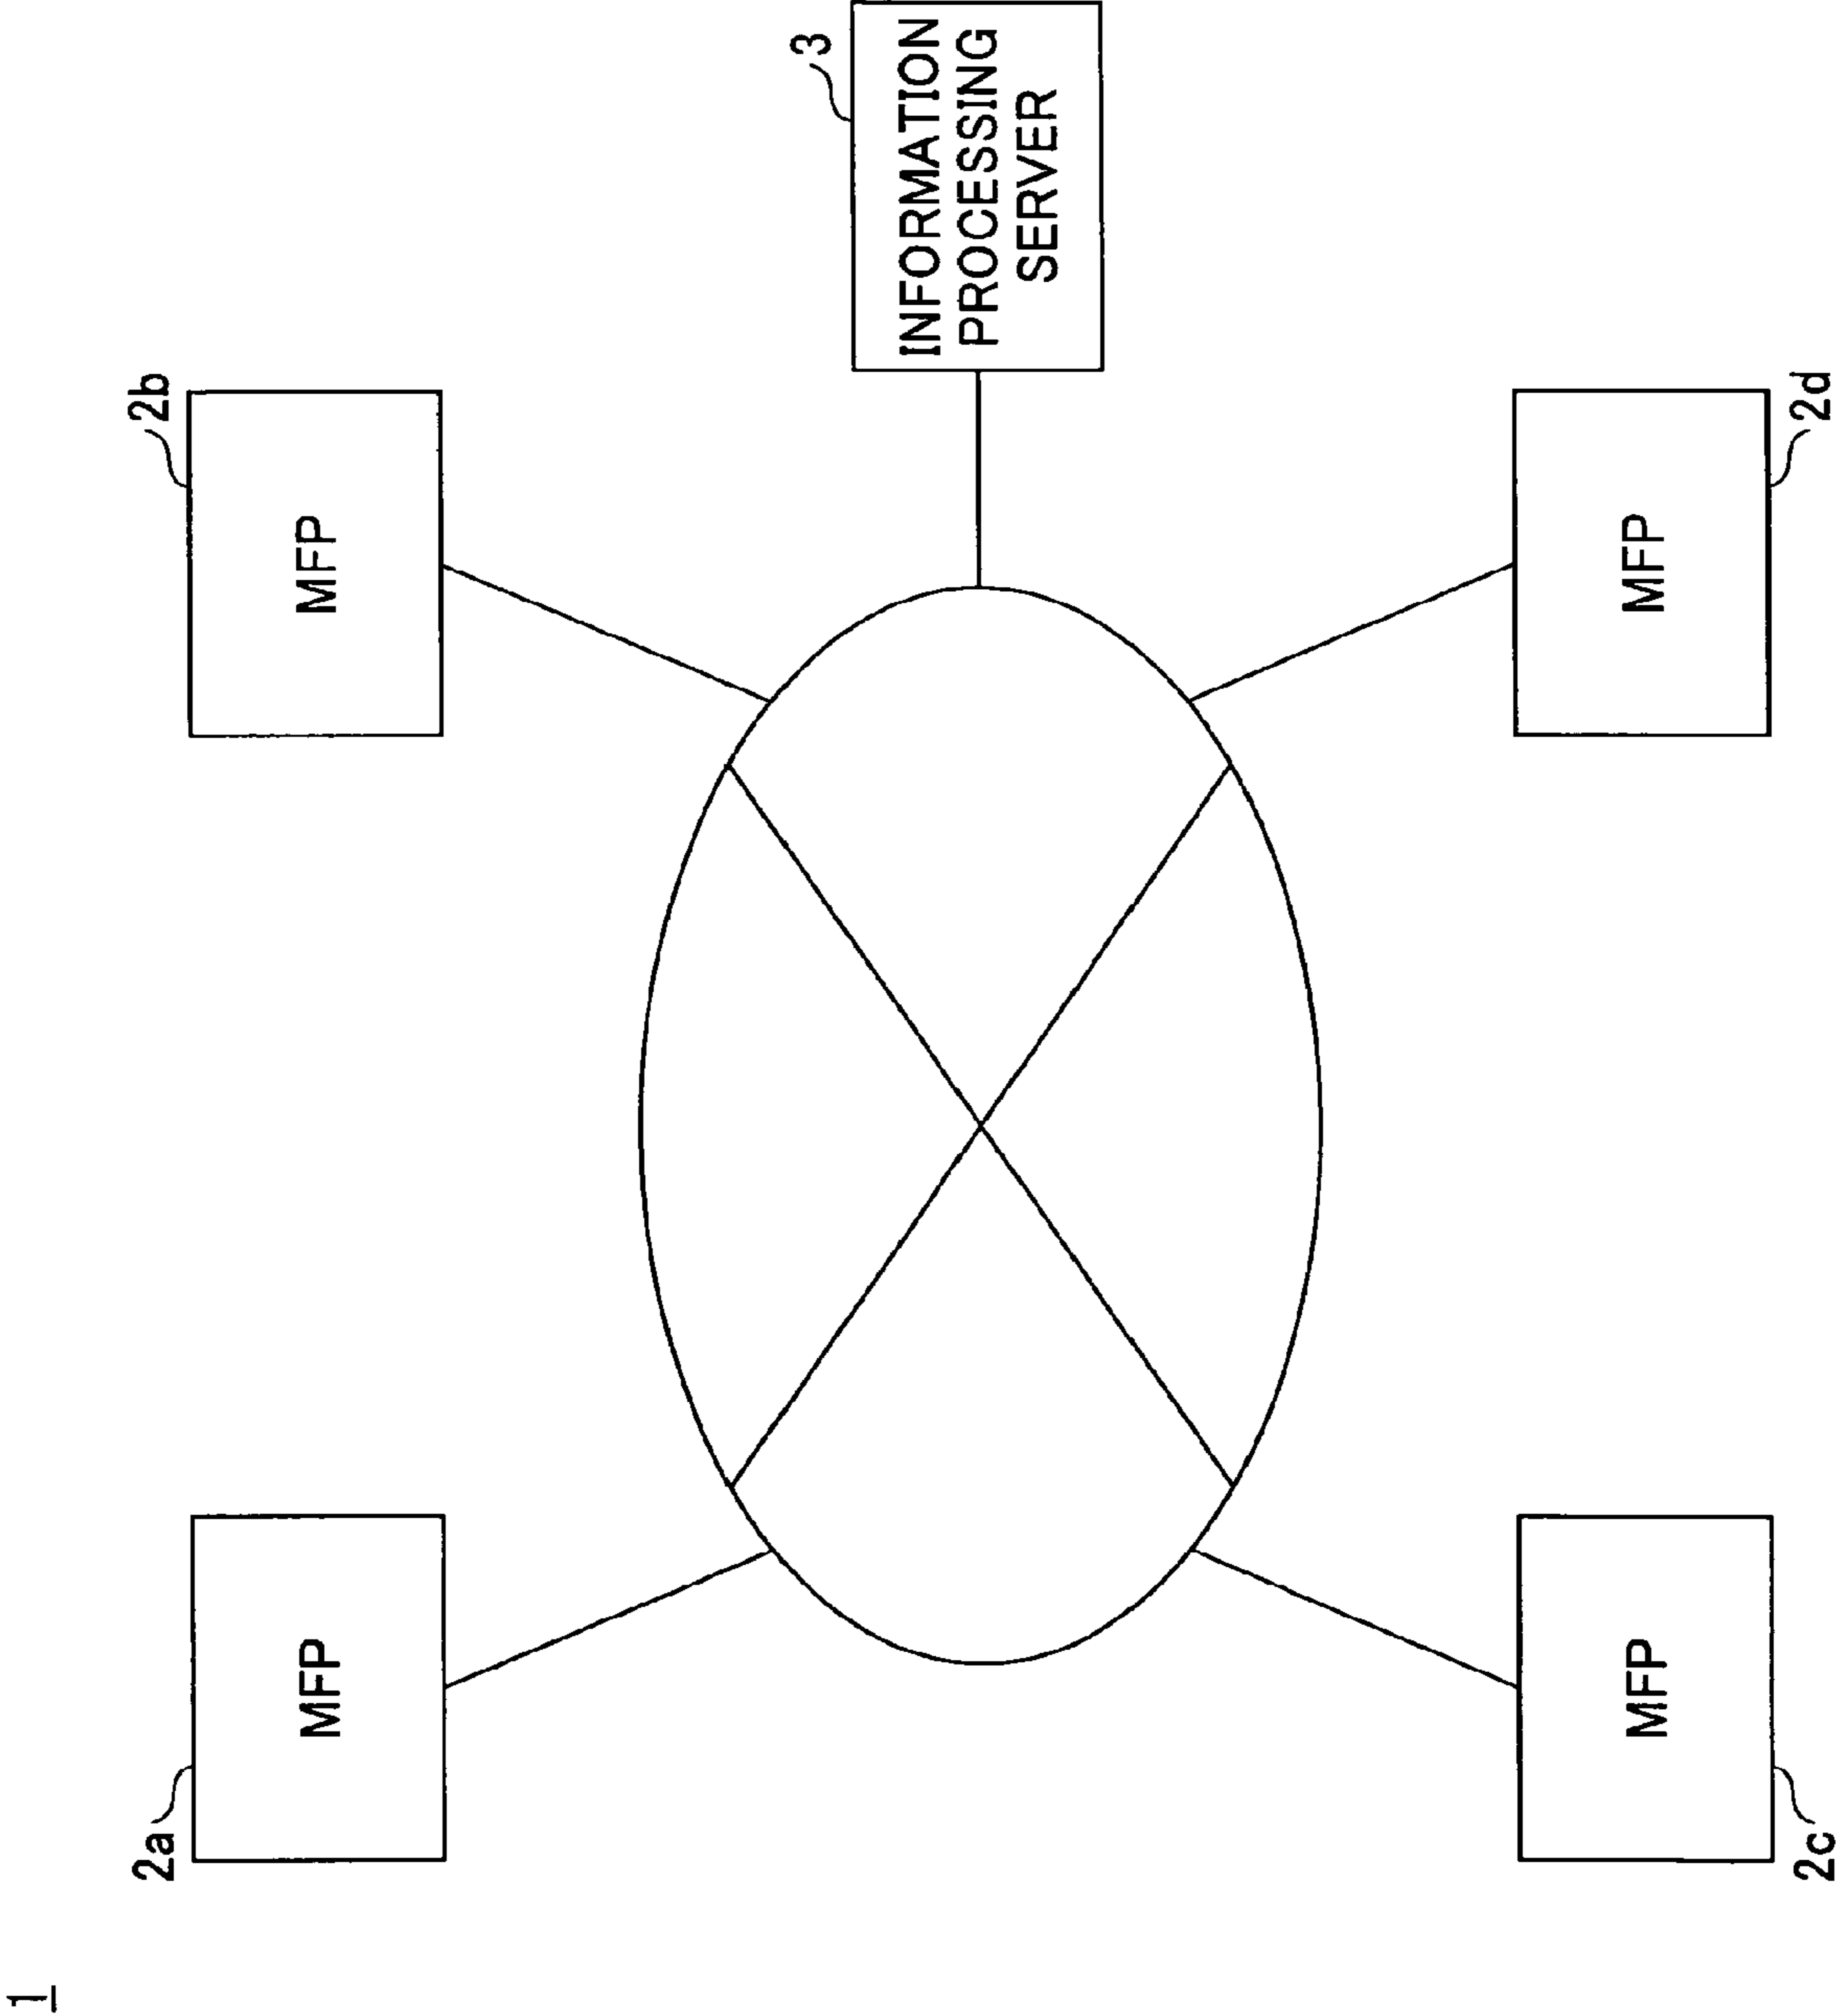 1
2a
MFP
2b
MFP
3
INFORMATION
PROCESSING
SERVER
2c
MFP
2d
MFP